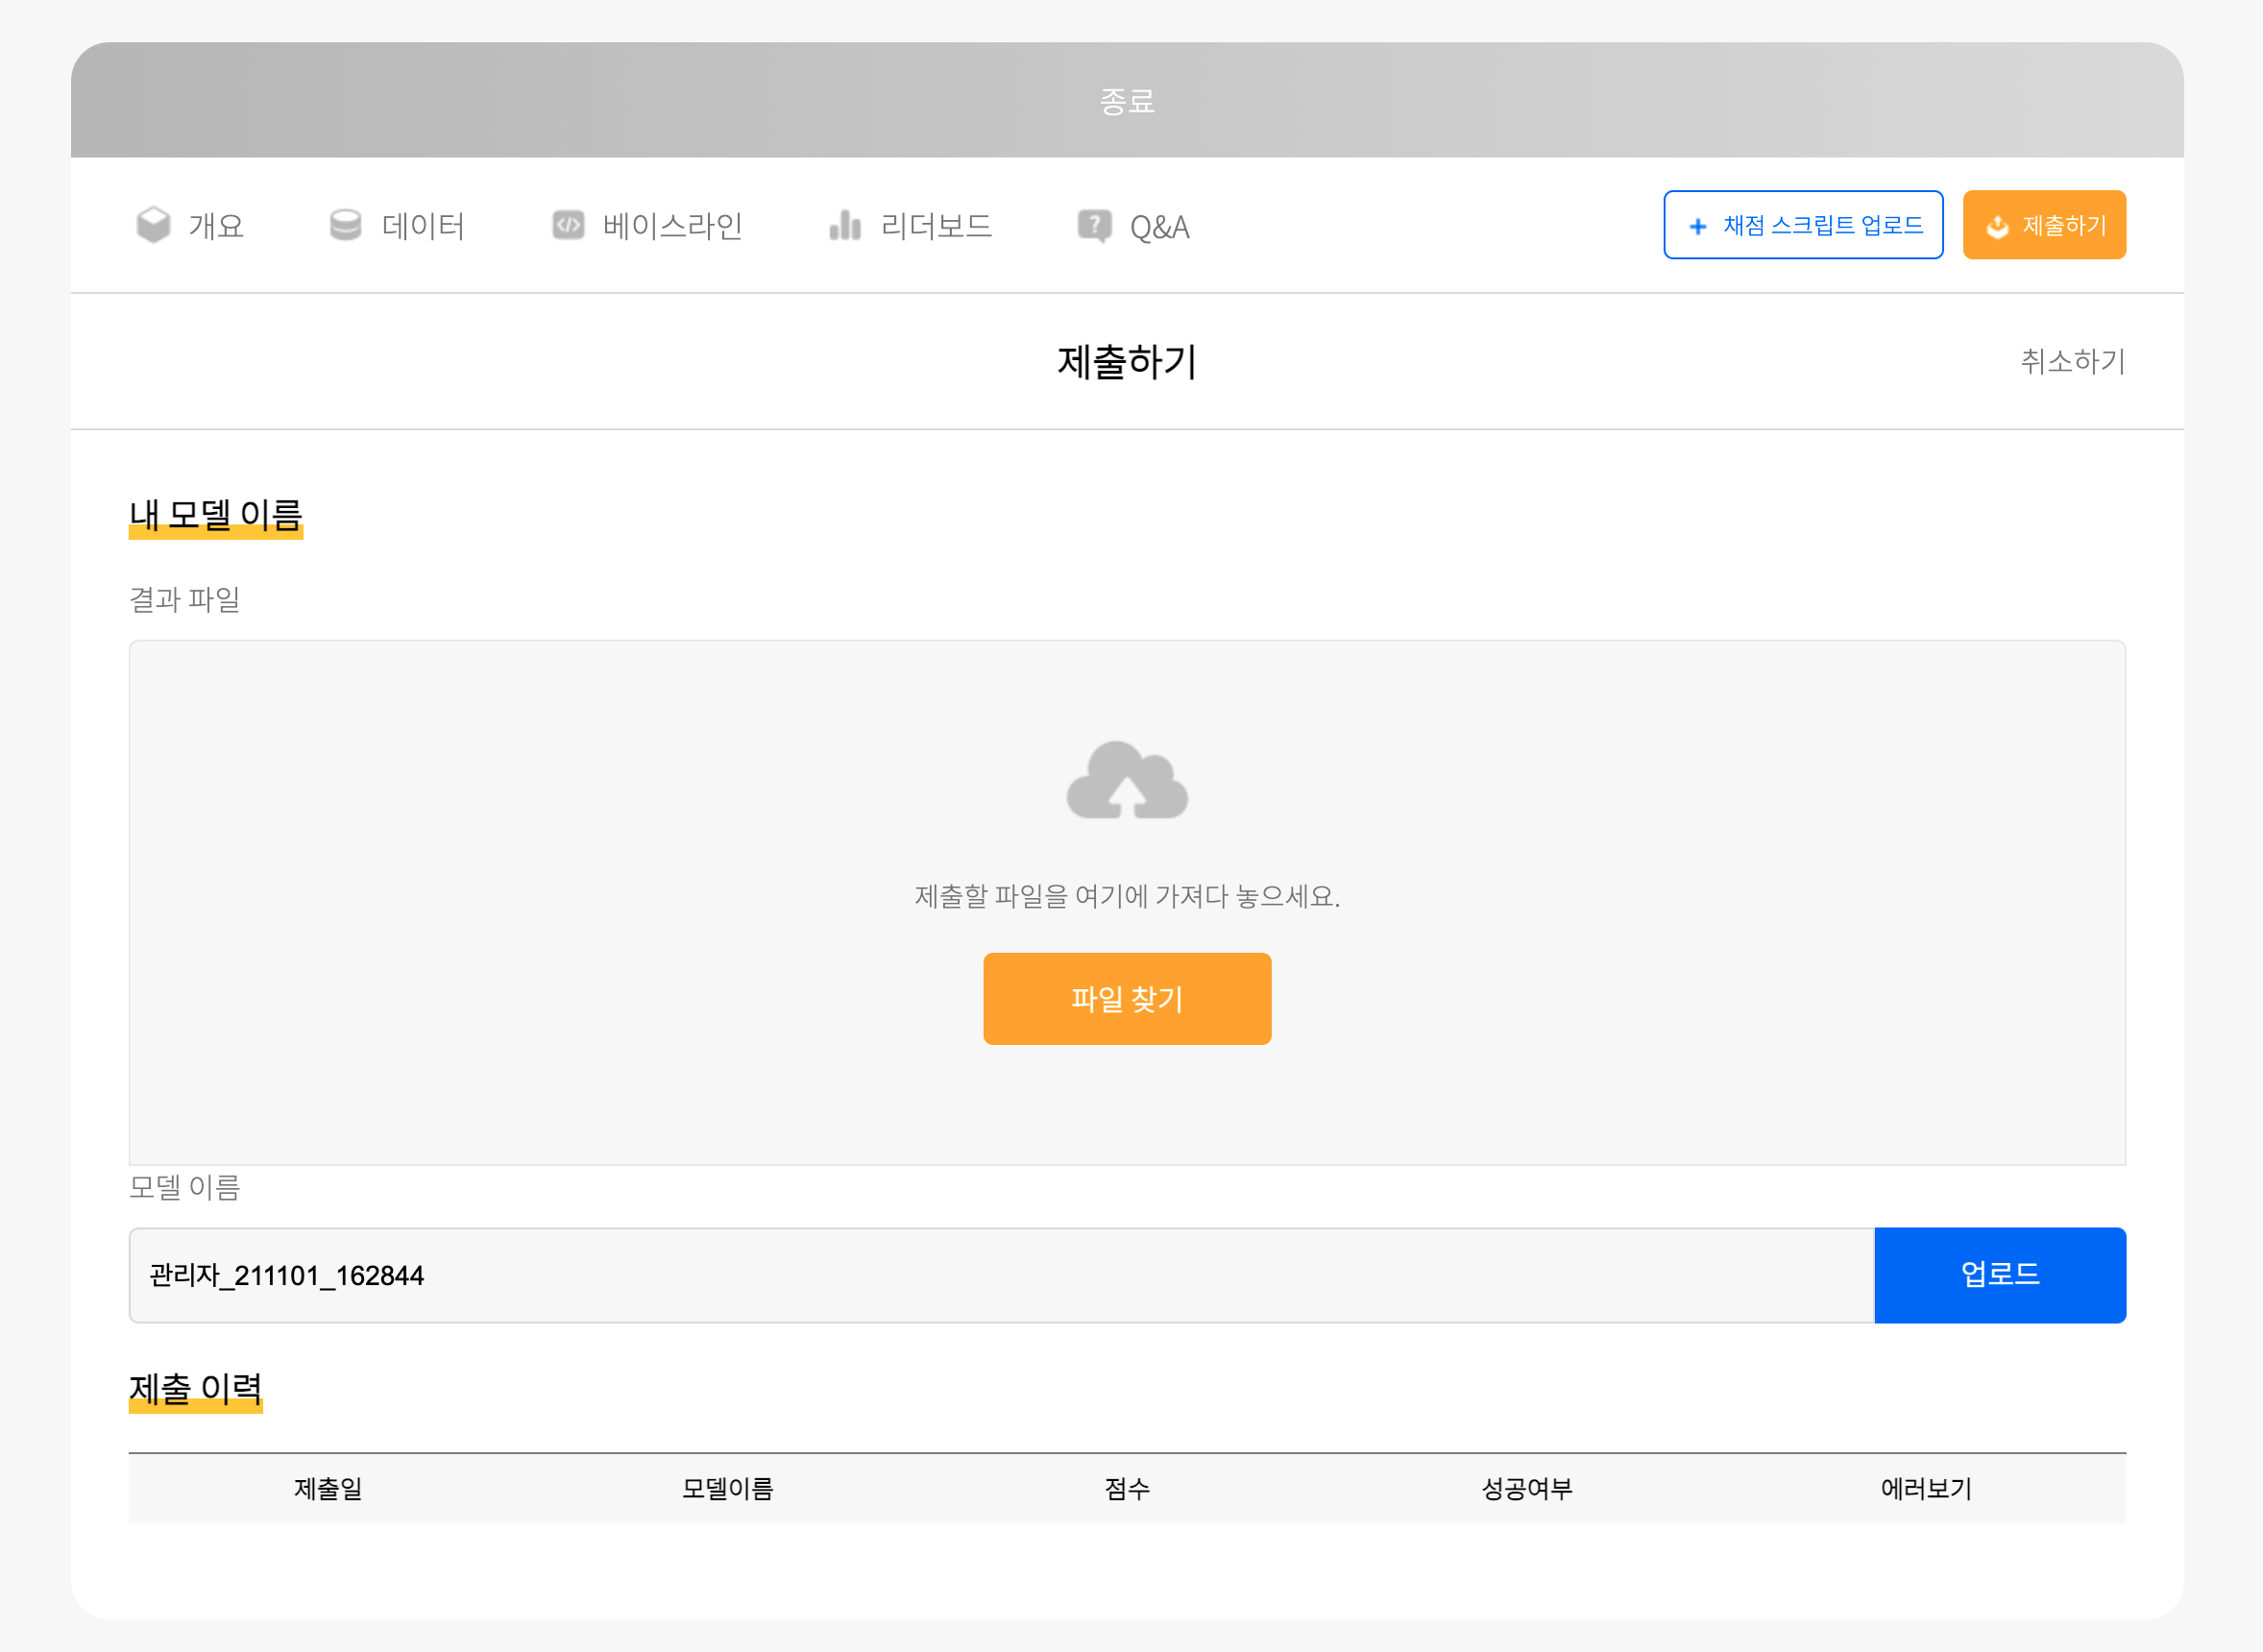 종료
개요 데이터 베이스라인 리더보드 Q&A + 채점 스크립트 업로드 제출하기
제출하기 취소하기
내 모델 이름
결과 파일
제출할 파일을 여기에 가져다 놓으세요.
파일 찾기
모델 이름
관리자_211101_162844 업로드
제출 이력
제출일 모델이름 점수 성공여부 에러보기